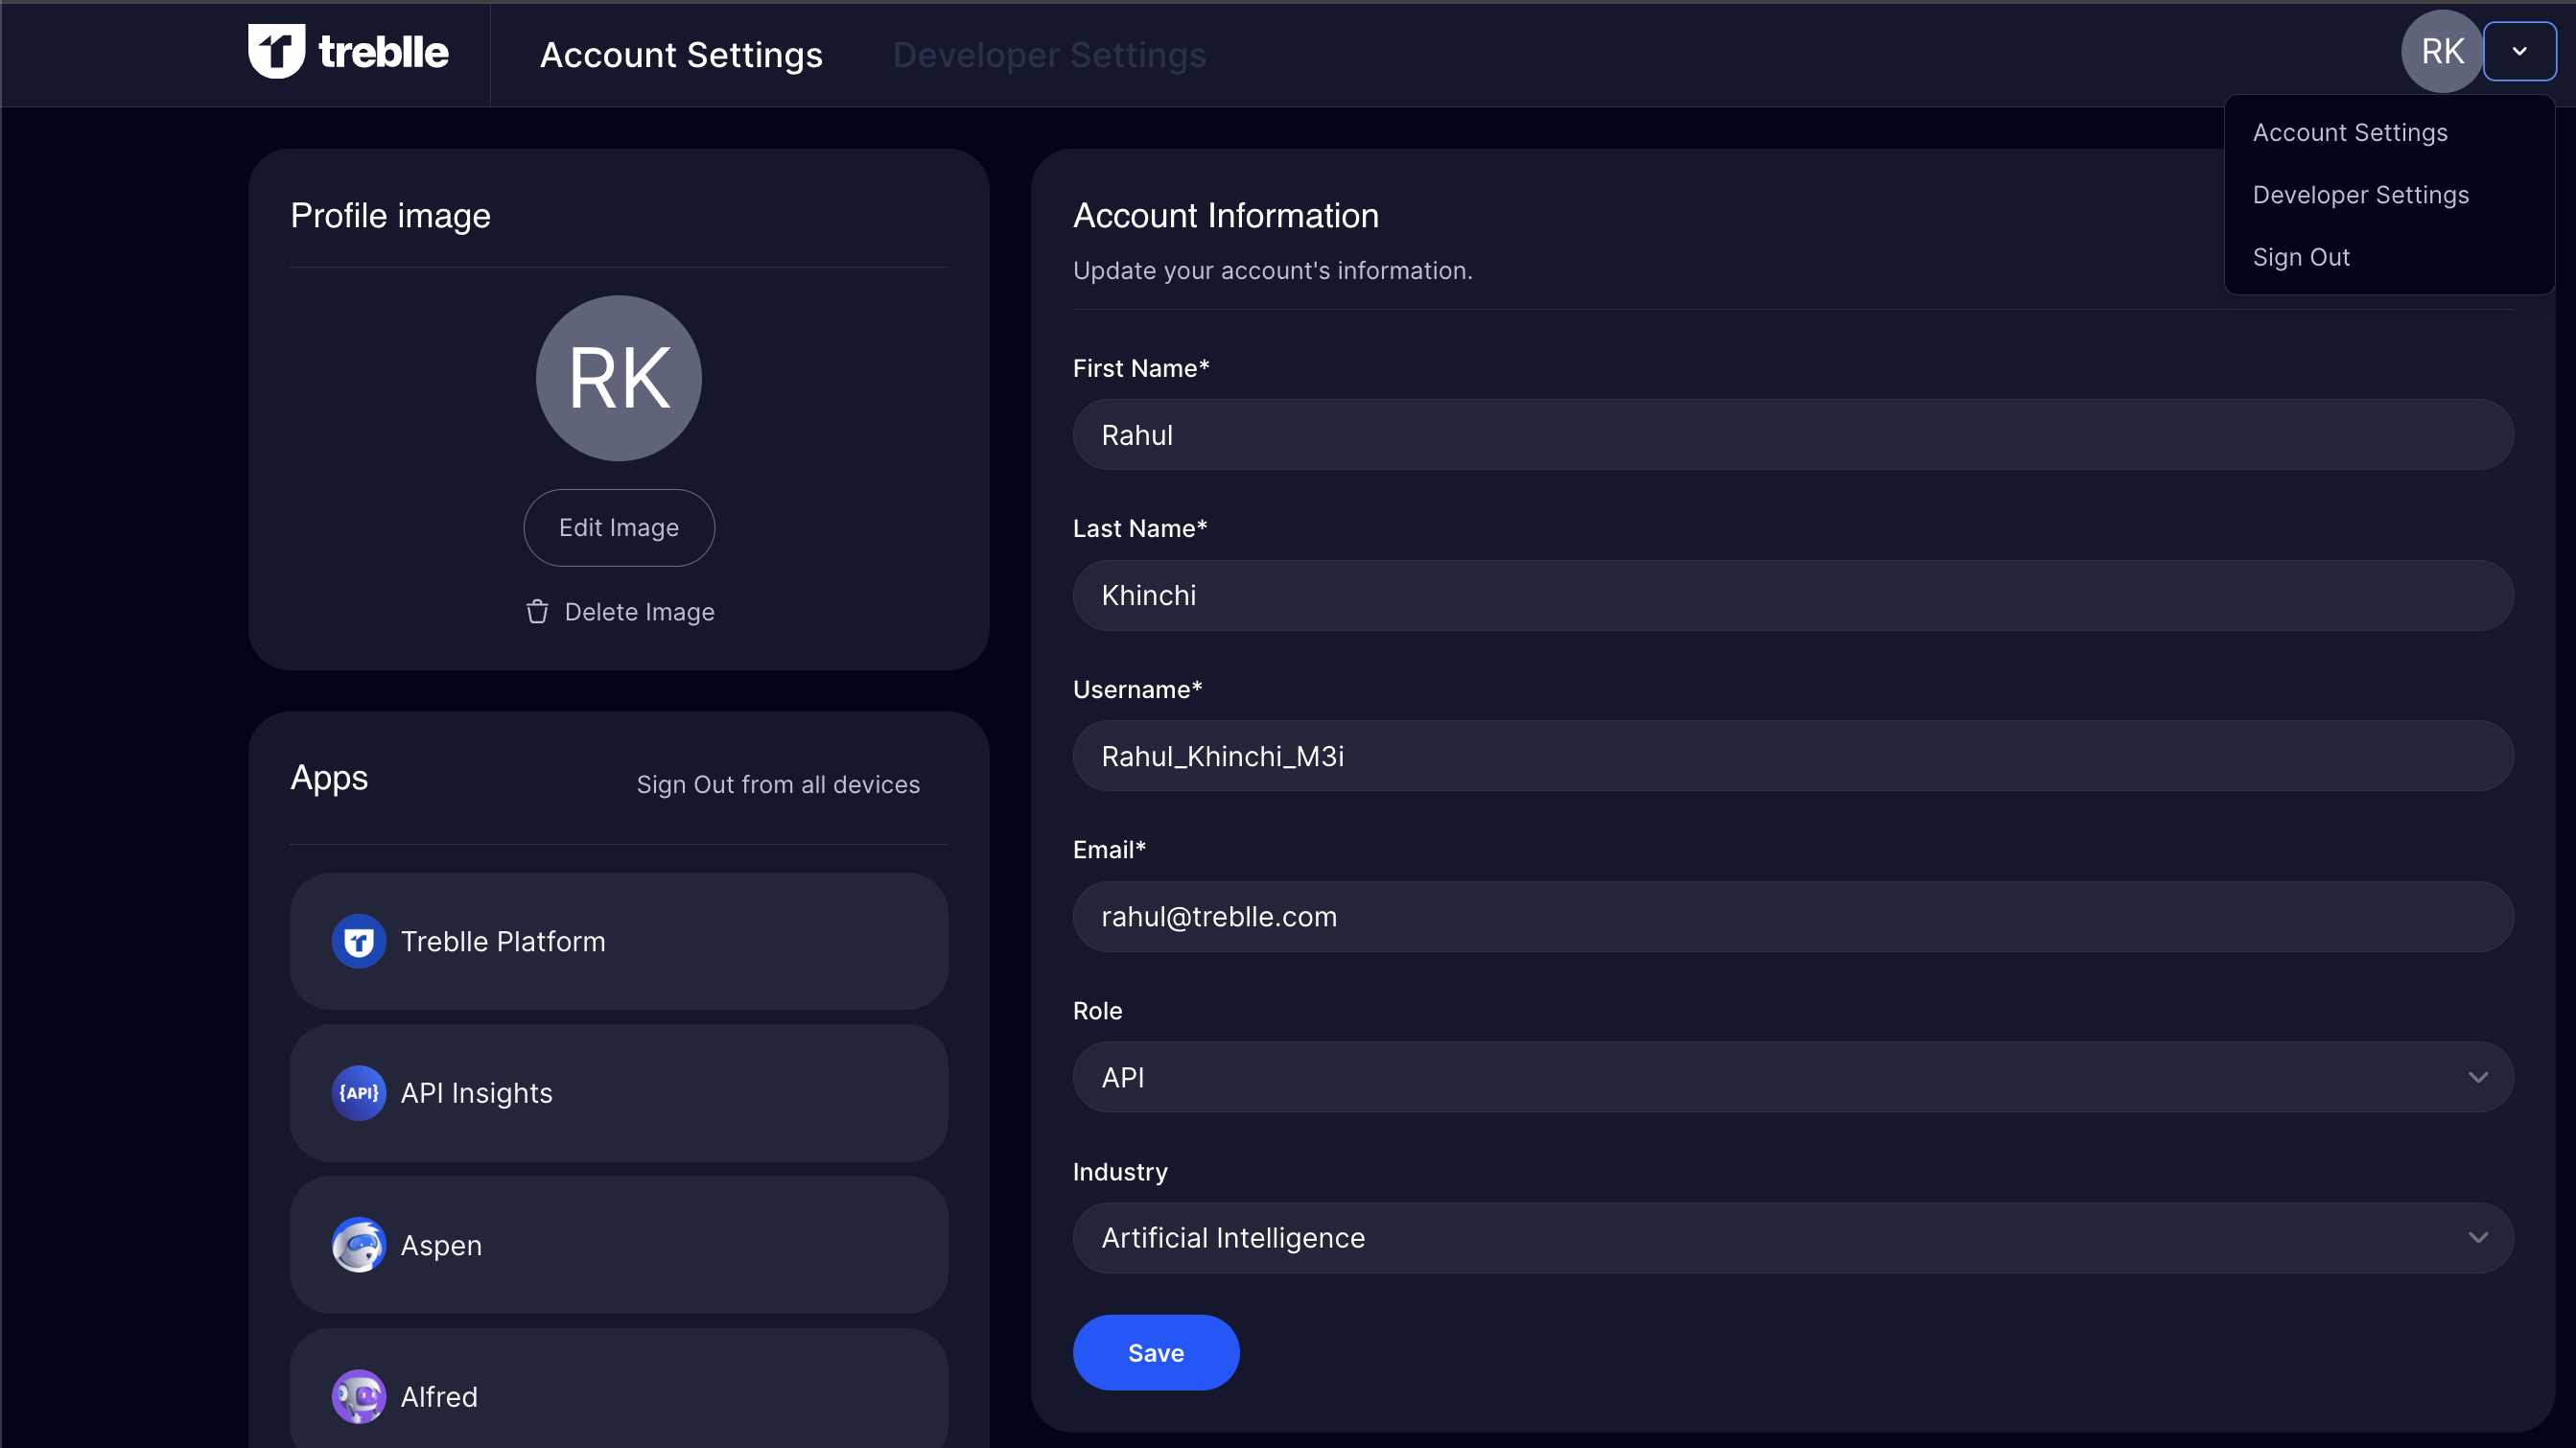 treblle
Account Settings
Developer Settings
RK
Account Settings
Developer Settings
Sign Out
Profile image
RK
Edit Image
Delete Image
Apps
Sign Out from all devices
Treblle Platform
{API}
API Insights
Aspen
Alfred
Account Information
Update your account's information.
First Name*
Rahul
Last Name*
Khinchi
Username*
Rahul_Khinchi_M3i
Email*
rahul@treblle.com
Role
API
Industry
Artificial Intelligence
Save